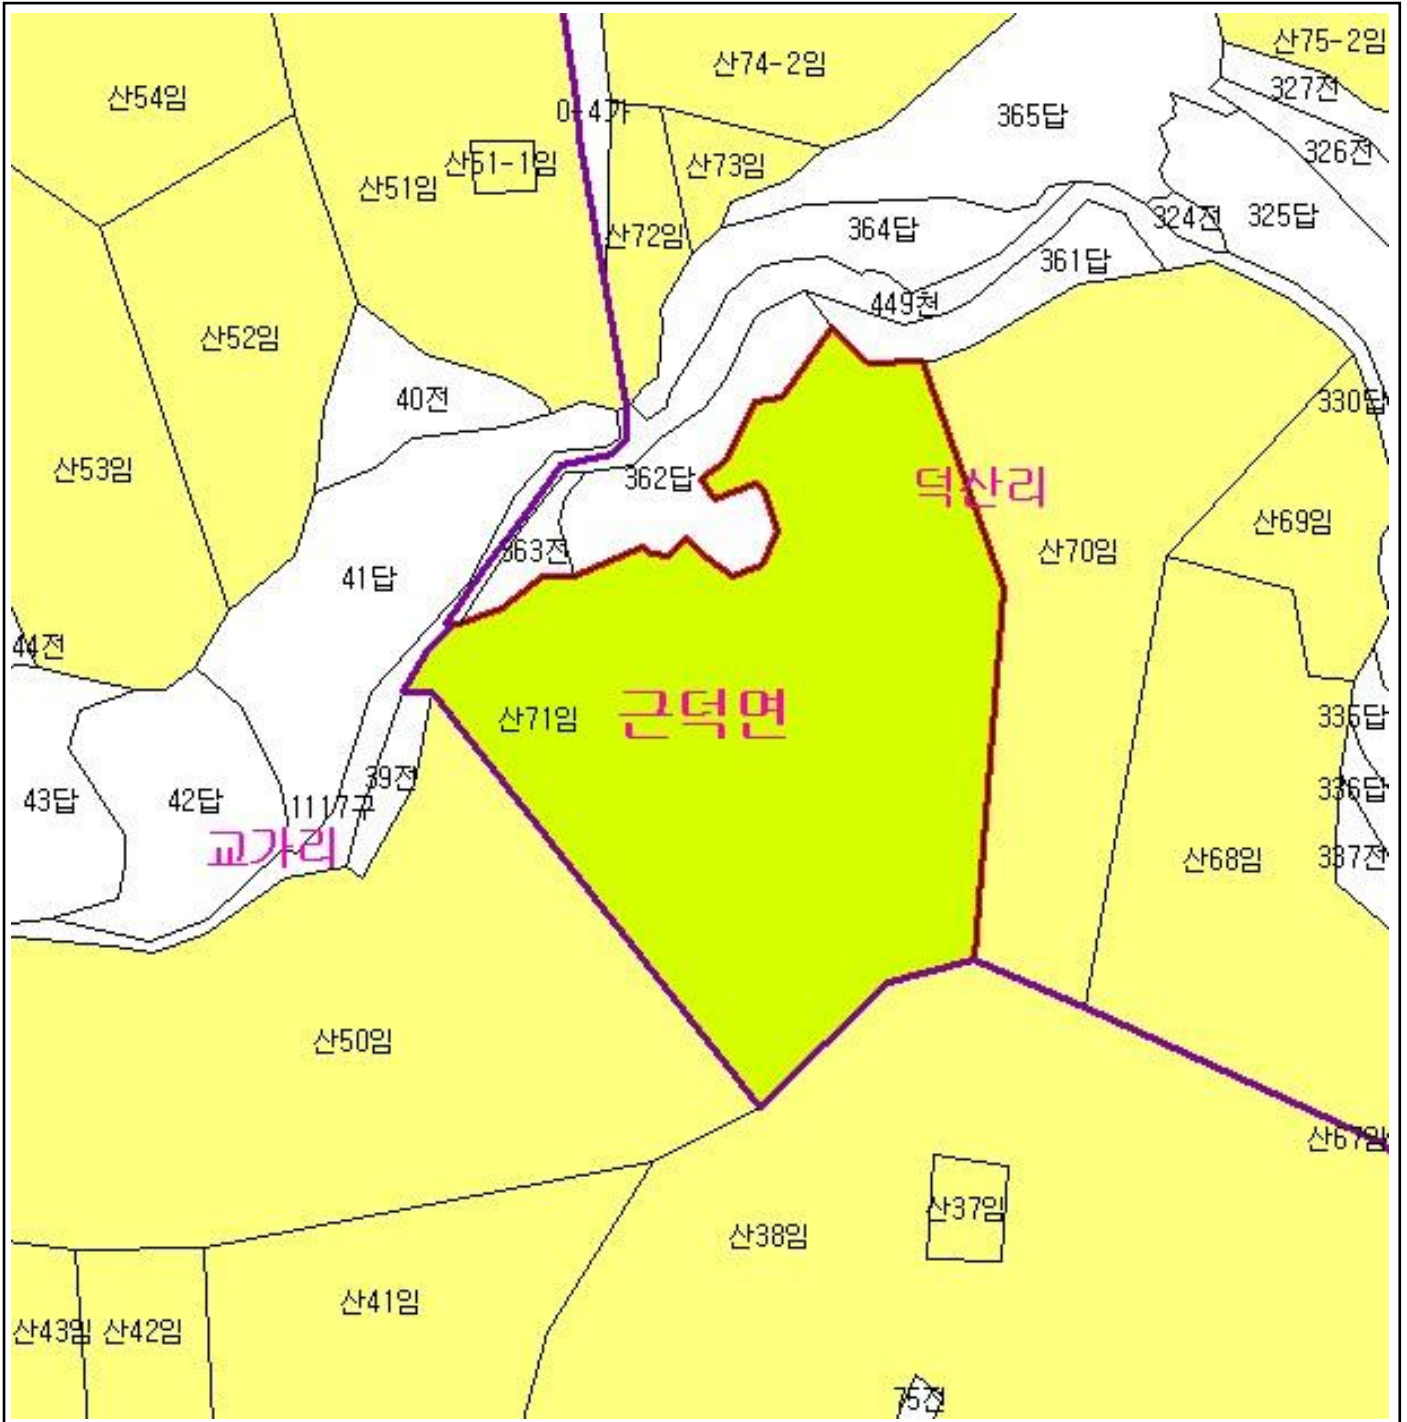 산75-2임
산74-2임
327전
산54임
365답
326전
산51-1임
산73임
산51임
324전
325답
364답
산72임
361답
449천
산52임
40전
330답
산53임
362답
덕산리
산69임
363전
산70임
41답
44전
산71임
근덕면
335답
39전
336답
43답
42답
1117구
교가리
산68임
337전
산50임
산67임
산37임
산38임
산41임
산43임
산42임
75전